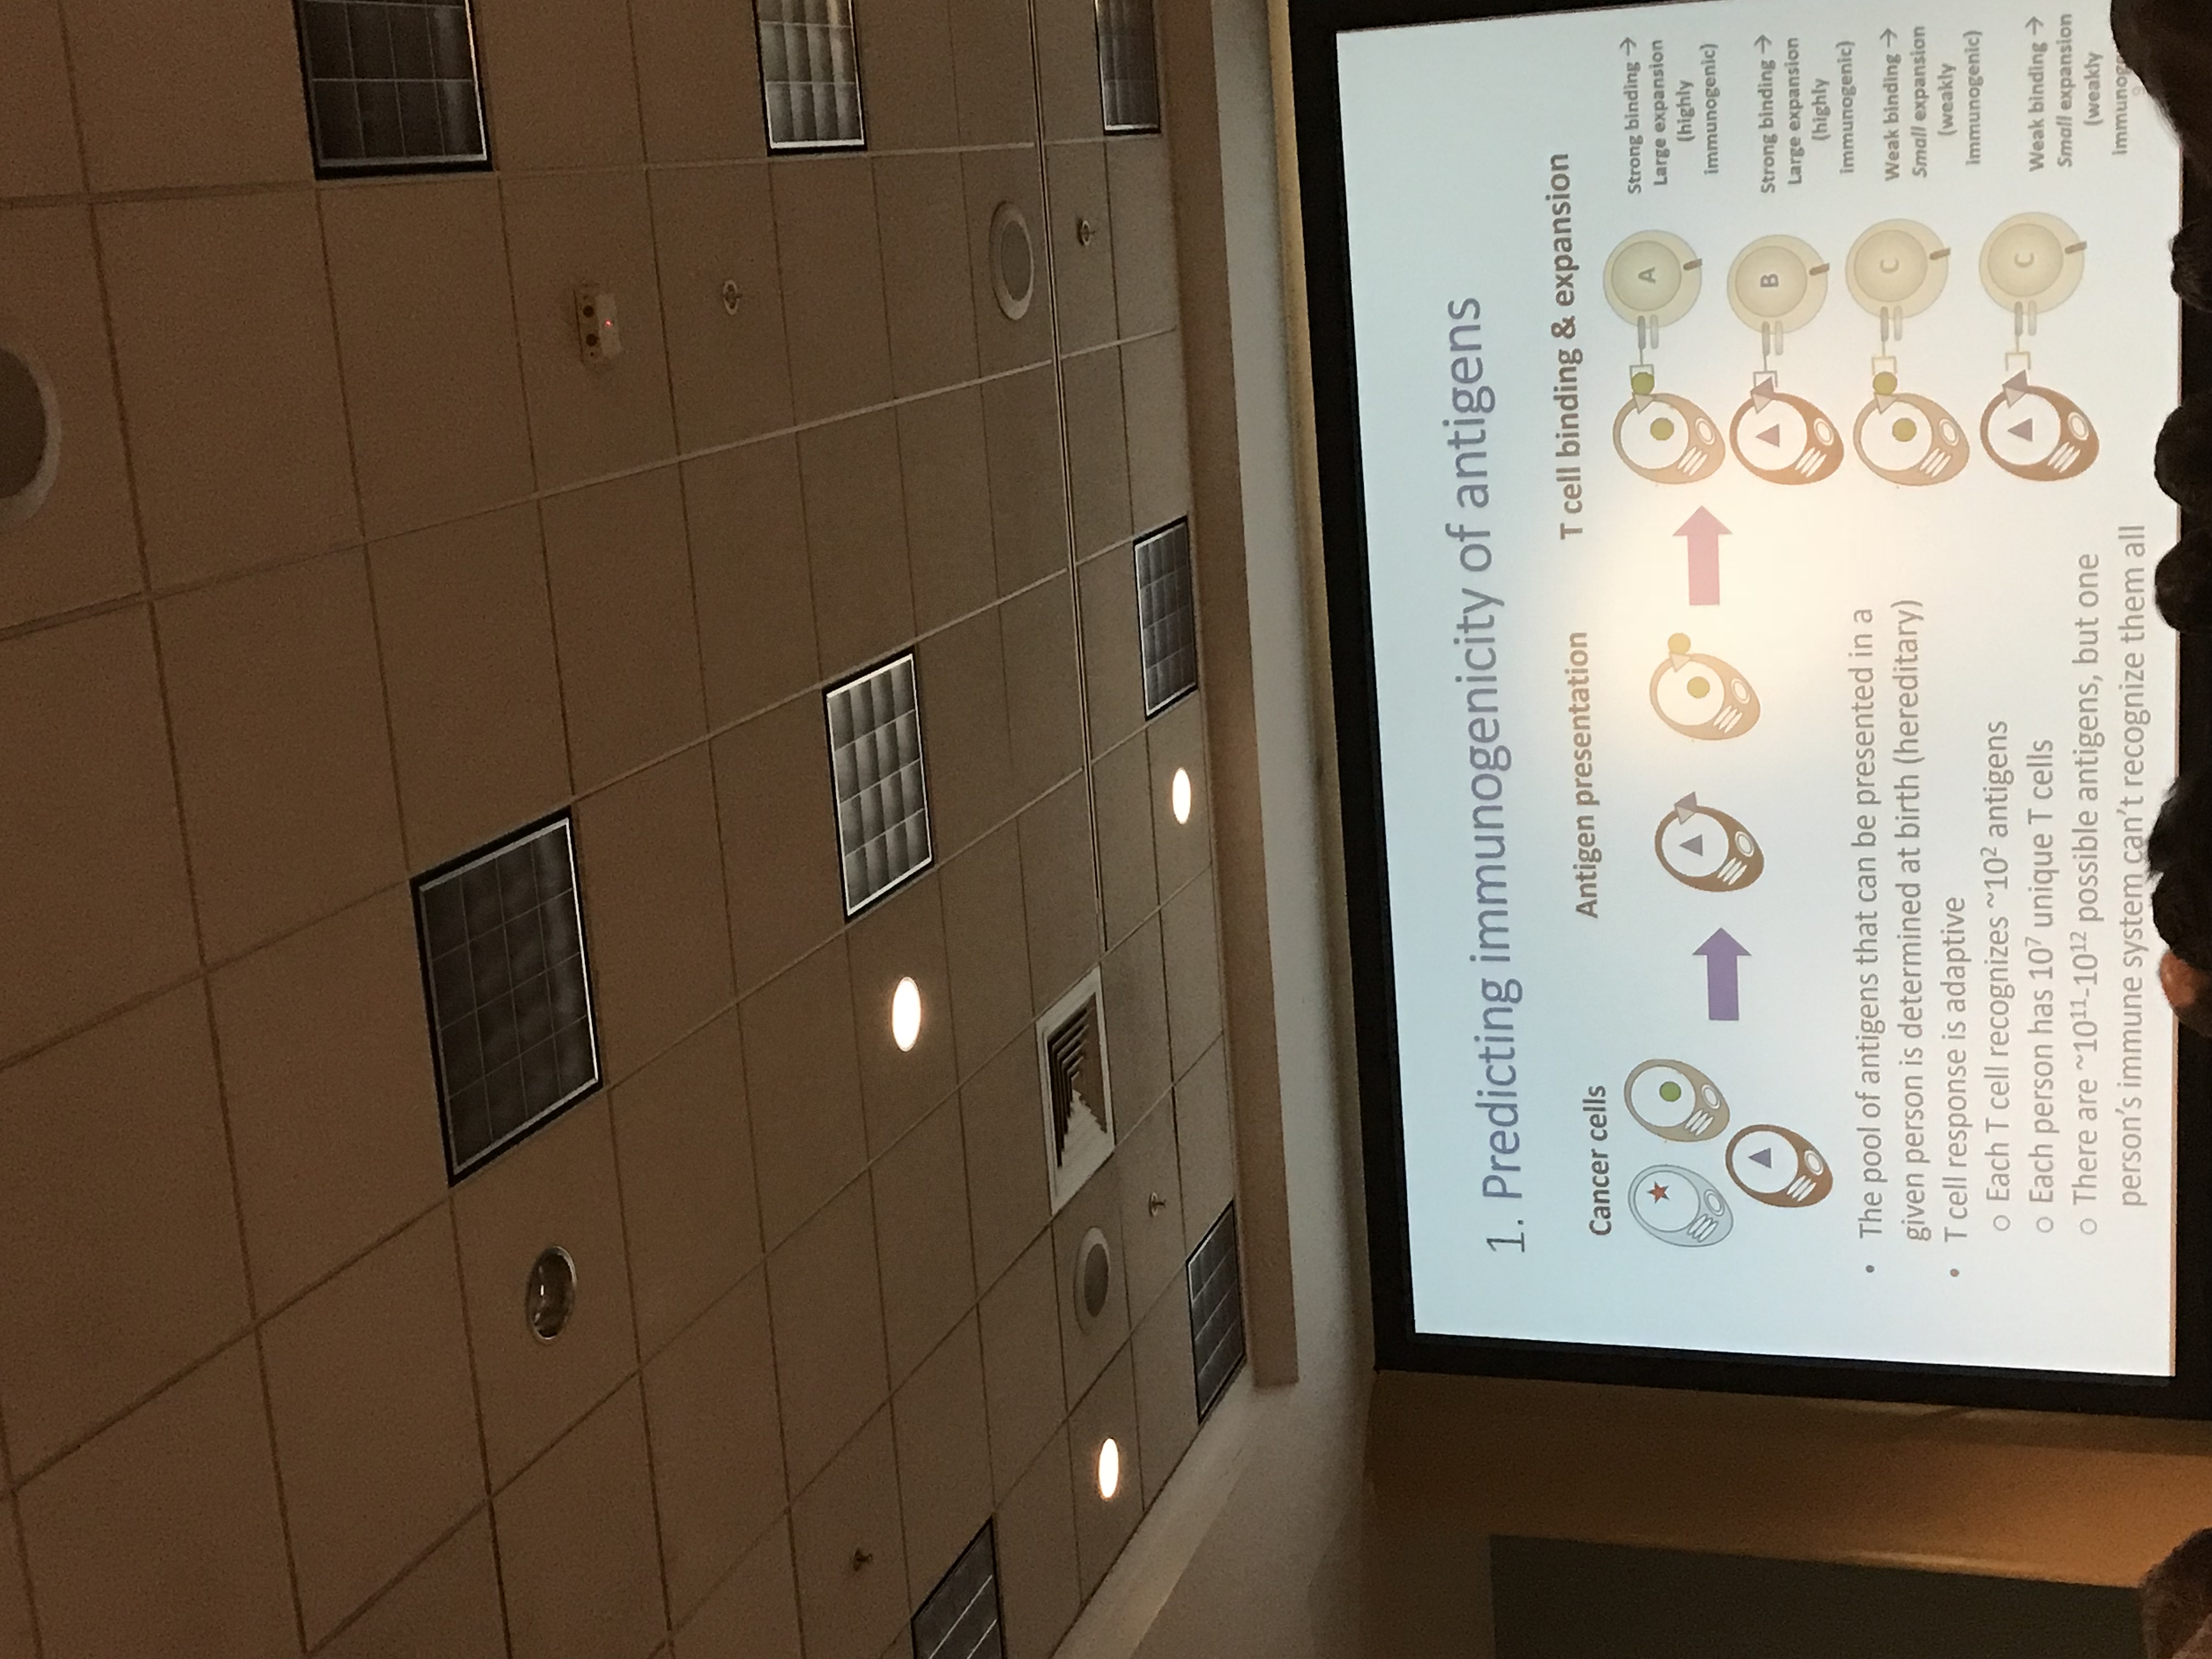 1. Predicting immunogenicity of antigens
Cancer cells
Antigen presentation
T cell binding & expansion
A
Strong binding →
Large expansion
(highly
immunogenic)
B
Strong binding →
Large expansion
(highly
immunogenic)
C
Weak binding →
Small expansion
(weakly
immunogenic)
C
Weak binding →
Small expansion
(weakly
• The pool of antigens that can be presented in a
given person is determined at birth (hereditary)
• T cell response is adaptive
o Each T cell recognizes ~10² antigens
o Each person has 10⁷ unique T cells
o There are ~10¹¹-10¹² possible antigens, but one
person's immune system can't recognize them all
9